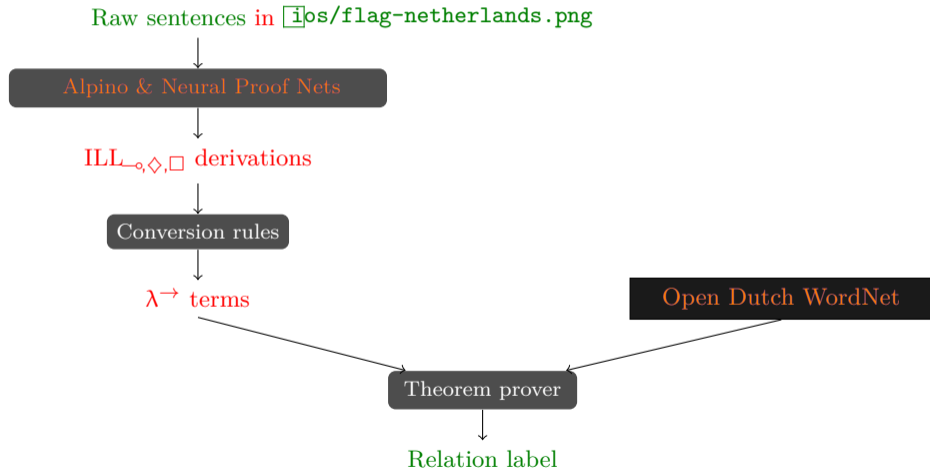 Raw sentences in ios/flag-netherlands.png
Alpino & Neural Proof Nets
ILL⊸,◇,□ derivations
Conversion rules
λ→ terms
Open Dutch WordNet
Theorem prover
Relation label